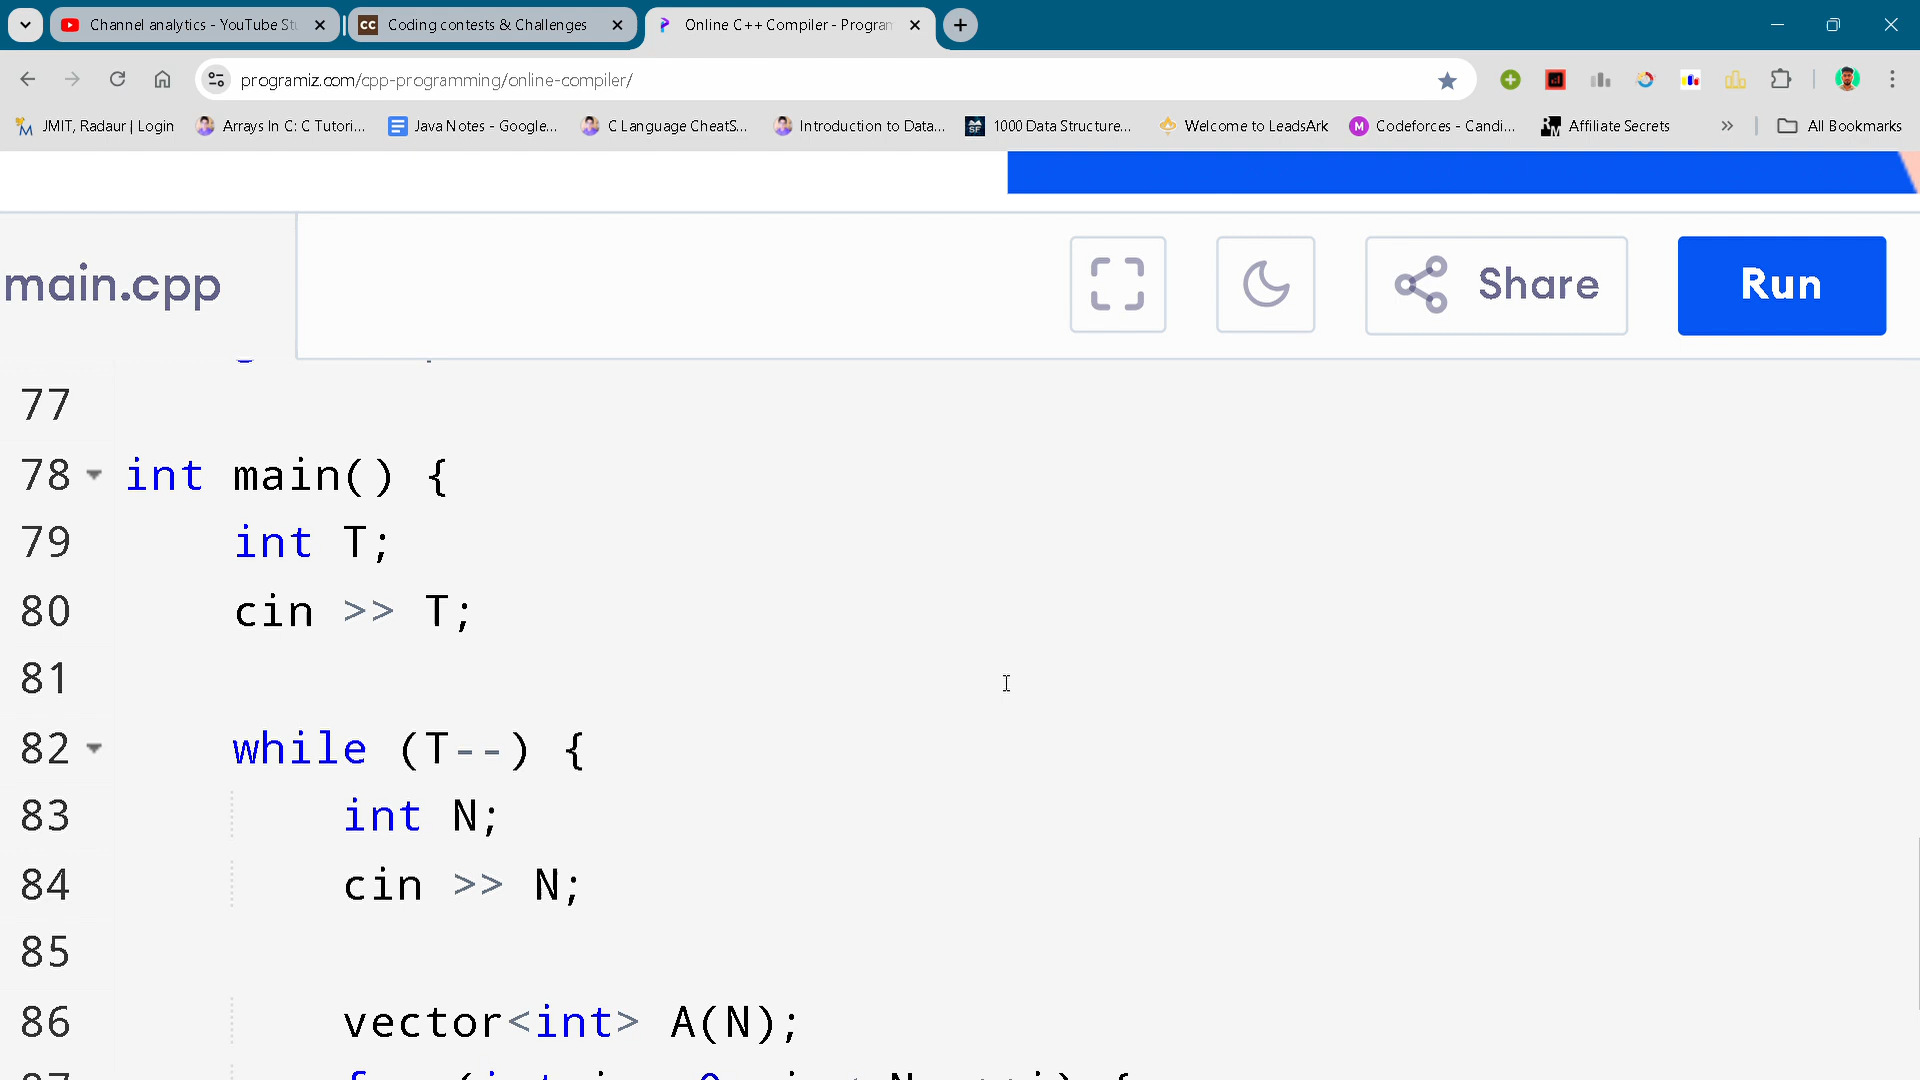 Channel analytics - YouTube Stu
Coding contests & Challenges
Online C++ Compiler - Program
programiz.com/cpp-programming/online-compiler/
JMIT, Radaur | Login
Arrays In C: C Tutori...
Java Notes - Google...
C Language CheatS...
Introduction to Data...
1000 Data Structure...
Welcome to LeadsArk
Codeforces - Candi...
Affiliate Secrets
All Bookmarks
main.cpp
Share
Run
77
78 int main() {
79 int T;
80 cin >> T;
81
82 while (T--) {
83 int N;
84 cin >> N;
85
86 vector<int> A(N);